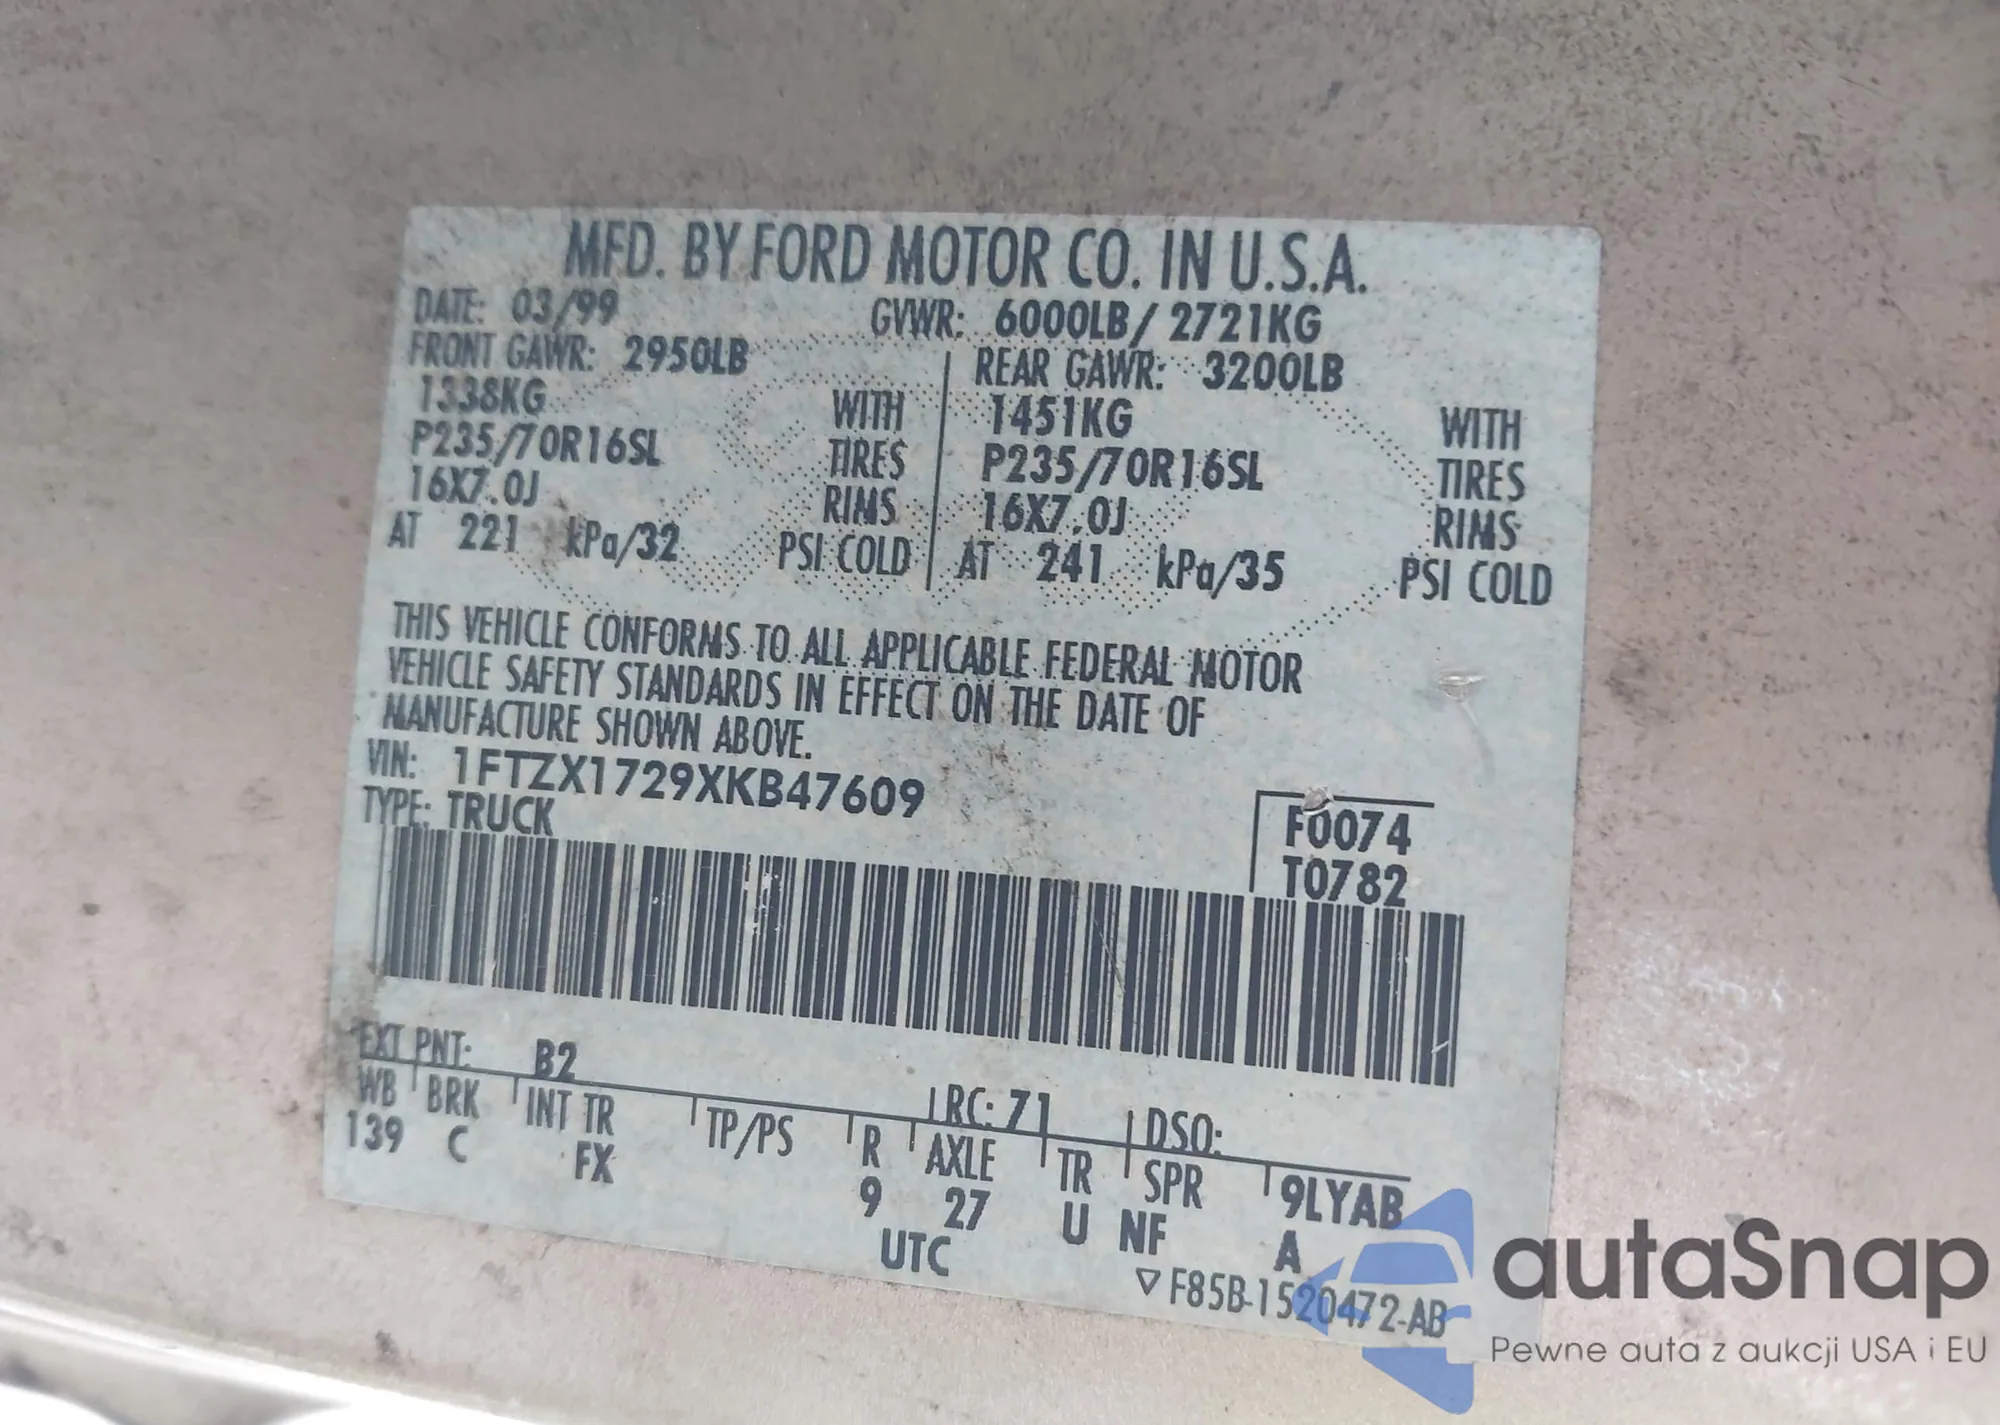 MFD. BY FORD MOTOR CO. IN U.S.A.
DATE: 03/99 GVWR: 6000LB/ 2721KG
FRONT GAWR: 2950LB REAR GAWR: 3200LB
1338KG WITH 1451KG WITH
P235/70R16SL TIRES P235/70R16SL TIRES
16X7.0J RIMS 16X7.0J RIMS
AT 221 kPa/32 PSI COLD AT 241 kPa/35 PSI COLD
THIS VEHICLE CONFORMS TO ALL APPLICABLE FEDERAL MOTOR
VEHICLE SAFETY STANDARDS IN EFFECT ON THE DATE OF
MANUFACTURE SHOWN ABOVE.
VIN: 1FTZX1729XKB47609
TYPE: TRUCK
F0074
T0782
EXT PNT: B2 RC: 71 DSO:
WB BRK INT TR TP/PS R AXLE TR SPR 9LYAB
139 C FX 9 27 U NF A
UTC
▽ F85B-1520472-AB
autaSnap
Pewne auta z aukcji USA i EU